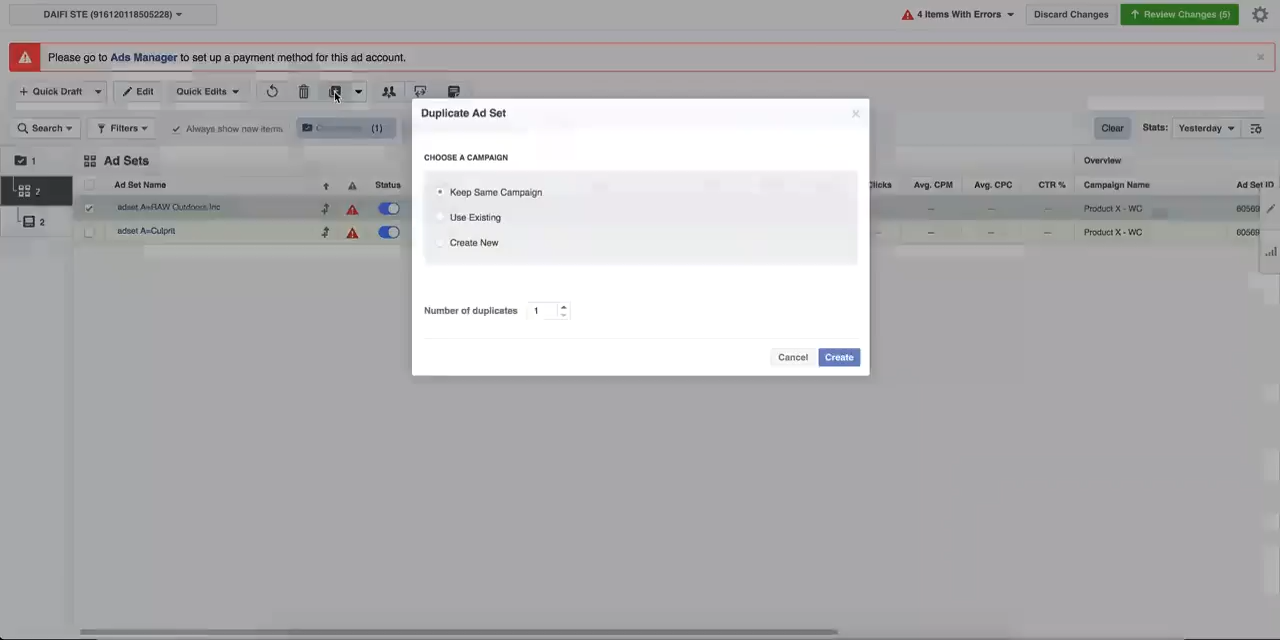 DAIFI STE (916120118505228)
4 Items With Errors
Discard Changes
Review Changes (5)
Please go to Ads Manager to set up a payment method for this ad account.
Quick Draft
Edit
Quick Edits
Duplicate Ad Set
Search
Filters
Always show new items
(1)
Clear
Stats:
Yesterday
1
Ad Sets
CHOOSE A CAMPAIGN
Overview
Ad Set Name
Status
Clicks
Avg. CPM
Avg. CPC
CTR %
Campaign Name
Ad Set ID
2
Keep Same Campaign
adset A=RAW Outdoors Inc
— — —
Product X - WC
60569
Use Existing
2
adset A=Culprit
— — —
Product X - WC
60569
Create New
Number of duplicates 1
Cancel
Create